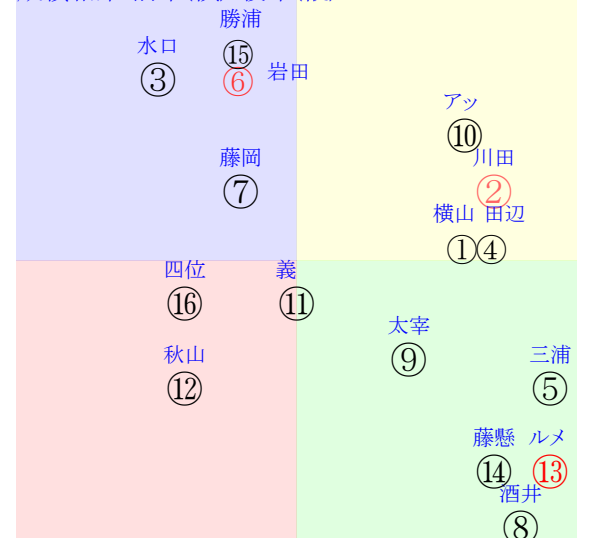 勝浦
水口
⑮
③
⑥
岩田
アッ
⑩
藤岡
川田
⑦
②
横山 田辺
①④
四位
義
⑯
⑪
太宰
秋山
三浦
⑨
⑫
⑤
藤懸 ルメ
⑭
⑬
酒井
⑧